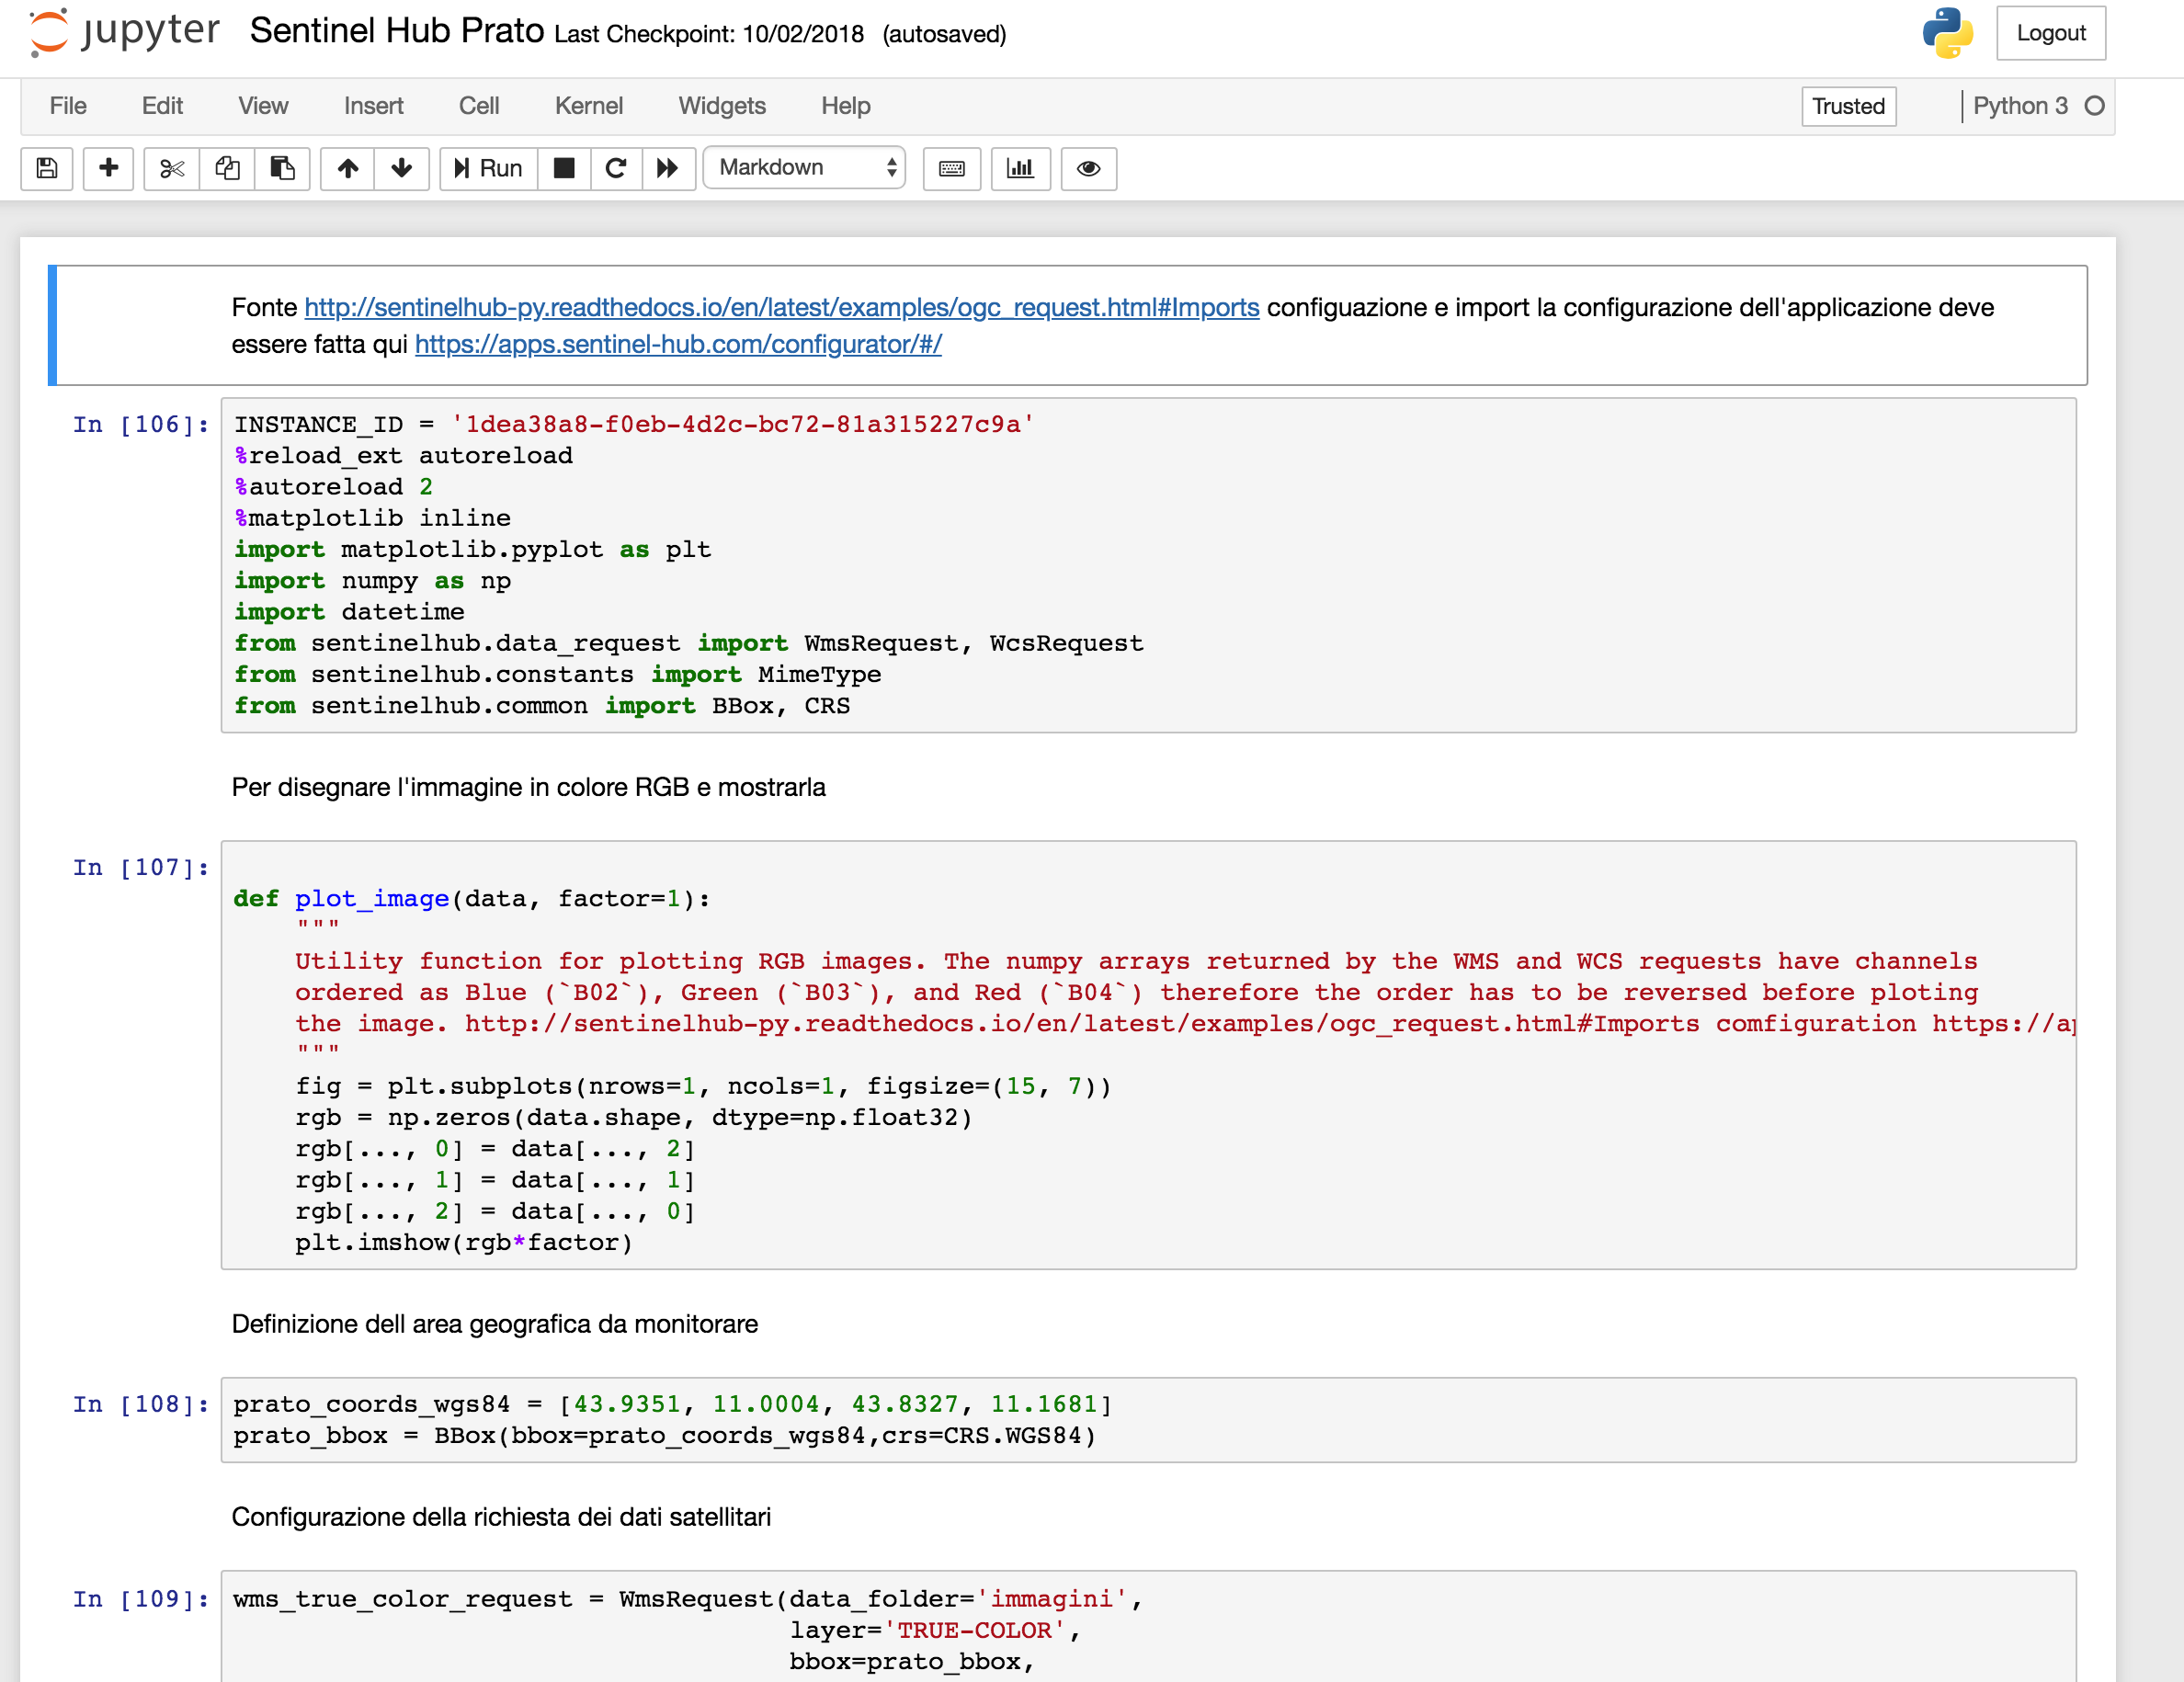 jupyter Sentinel Hub Prato Last Checkpoint: 10/02/2018 (autosaved)
Logout
File Edit View Insert Cell Kernel Widgets Help Trusted Python 3
Run Markdown
Fonte http://sentinelhub-py.readthedocs.io/en/latest/examples/ogc_request.html#Imports configuazione e import la configurazione dell'applicazione deve
essere fatta qui https://apps.sentinel-hub.com/configurator/#/
In [106]: INSTANCE_ID = '1dea38a8-f0eb-4d2c-bc72-81a315227c9a'
%reload_ext autoreload
%autoreload 2
%matplotlib inline
import matplotlib.pyplot as plt
import numpy as np
import datetime
from sentinelhub.data_request import WmsRequest, WcsRequest
from sentinelhub.constants import MimeType
from sentinelhub.common import BBox, CRS
Per disegnare l'immagine in colore RGB e mostrarla
In [107]:
def plot_image(data, factor=1):
"""
Utility function for plotting RGB images. The numpy arrays returned by the WMS and WCS requests have channels
ordered as Blue (`B02`), Green (`B03`), and Red (`B04`) therefore the order has to be reversed before ploting
the image. http://sentinelhub-py.readthedocs.io/en/latest/examples/ogc_request.html#Imports comfiguration https://ap
"""
fig = plt.subplots(nrows=1, ncols=1, figsize=(15, 7))
rgb = np.zeros(data.shape, dtype=np.float32)
rgb[..., 0] = data[..., 2]
rgb[..., 1] = data[..., 1]
rgb[..., 2] = data[..., 0]
plt.imshow(rgb*factor)
Definizione dell area geografica da monitorare
In [108]: prato_coords_wgs84 = [43.9351, 11.0004, 43.8327, 11.1681]
prato_bbox = BBox(bbox=prato_coords_wgs84,crs=CRS.WGS84)
Configurazione della richiesta dei dati satellitari
In [109]: wms_true_color_request = WmsRequest(data_folder='immagini',
layer='TRUE-COLOR',
bbox=prato_bbox,